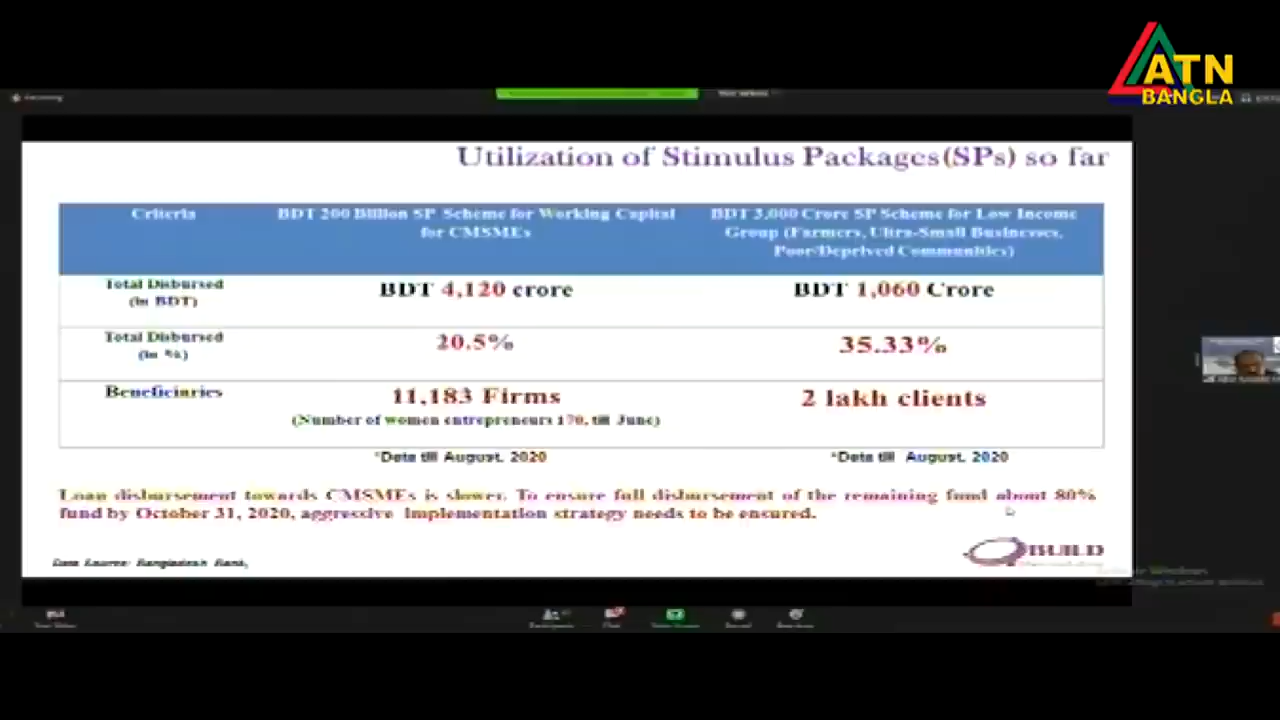 ATN
BANGLA
Utilization of Stimulus Packages(SPs) so far
Criteria
BDT 200 Billion SP Scheme for Working Capital
for CMSMEs
BDT 3,000 Crore SP Scheme for Low Income
Group (Farmers, Ultra-Small Businesses,
Poor/Deprived Communities)
Total Disbursed
(in BDT)
BDT 4,120 crore
BDT 1,060 Crore
Total Disbursed
(in %)
20.5%
35.33%
Beneficiaries
11,183 Firms
(Number of women entrepreneurs 170, till June)
2 lakh clients
*Data till August, 2020
*Data till August, 2020
Loan disbursement towards CMSMEs is slower. To ensure full disbursement of the remaining fund about 80%
fund by October 31, 2020, aggressive implementation strategy needs to be ensured.
Data Source: Bangladesh Bank,
BUILD